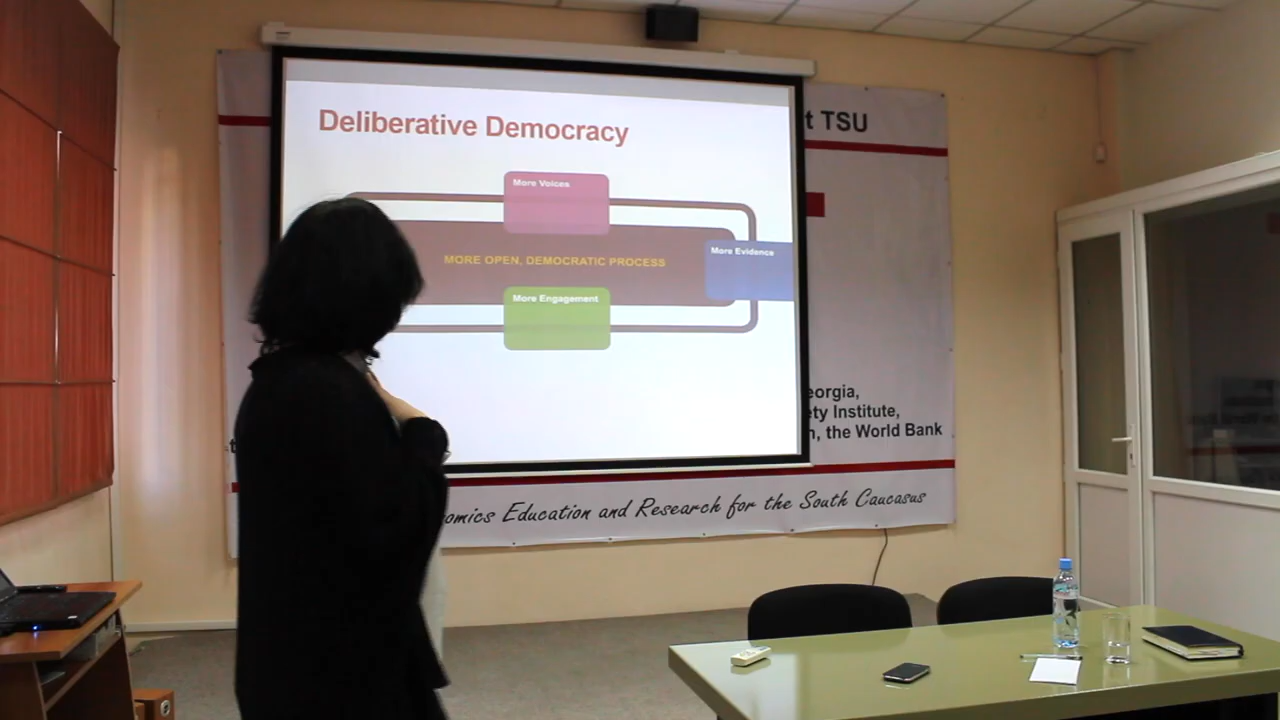 Deliberative Democracy
More Voices
More Evidence
MORE OPEN, DEMOCRATIC PROCESS
More Engagement
t TSU
eorgia,
ety Institute,
n, the World Bank
omics Education and Research for the South Caucasus